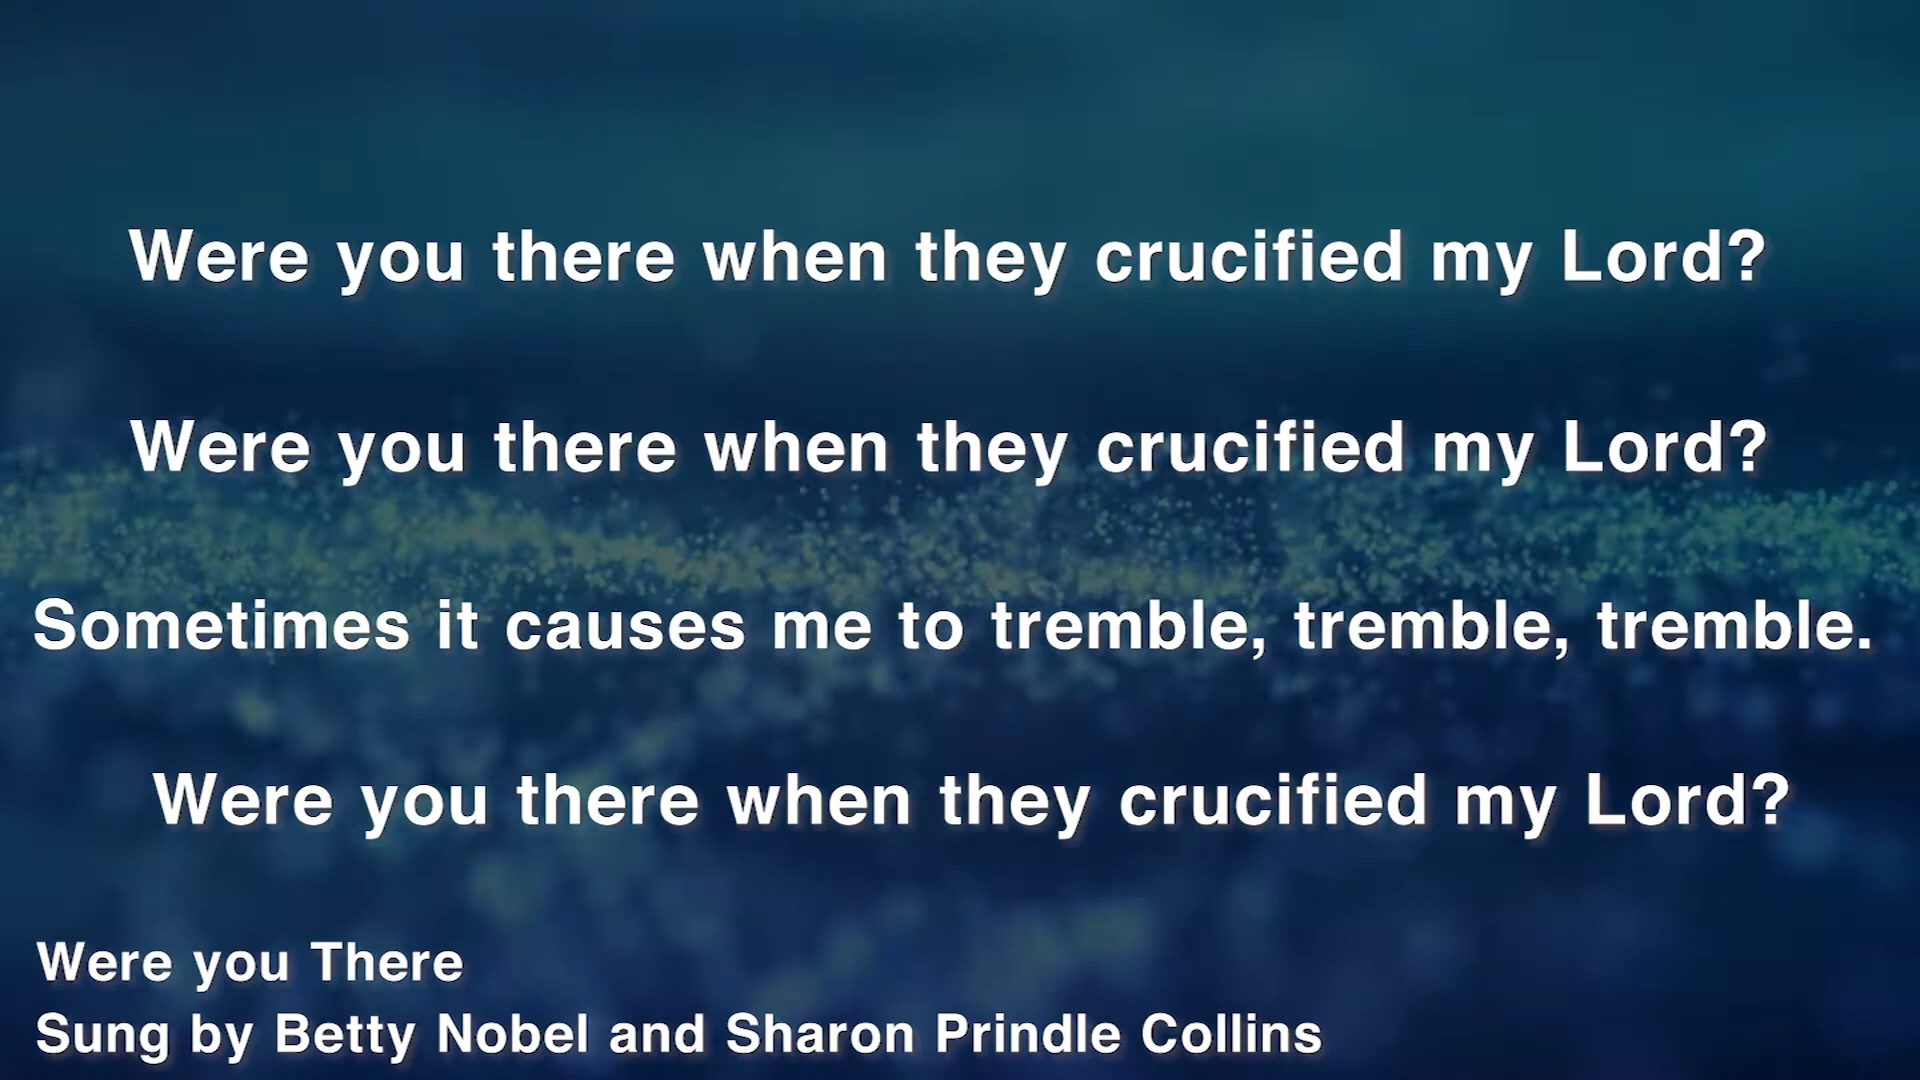 Were you there when they crucified my Lord?
Were you there when they crucified my Lord?
Sometimes it causes me to tremble, tremble, tremble.
Were you there when they crucified my Lord?
Were you There
Sung by Betty Nobel and Sharon Prindle Collins